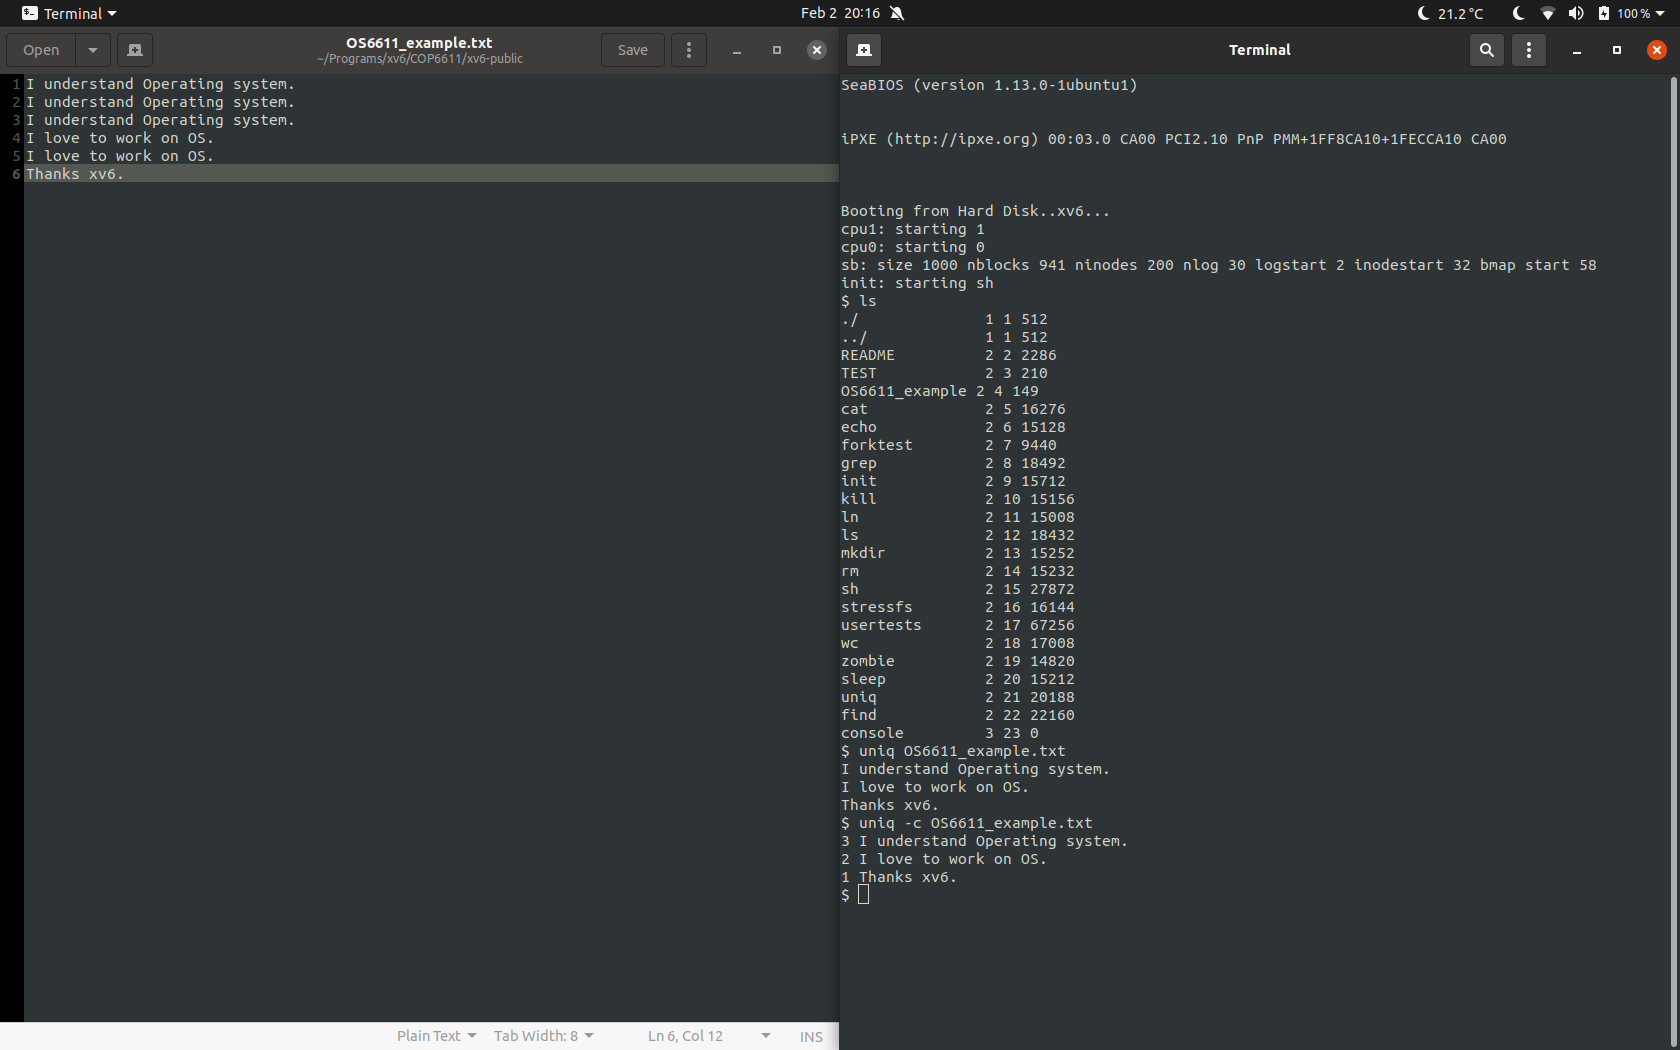 Terminal
Feb 2 20:16
21.2 °C
100 %
Open
OS6611_example.txt
~/Programs/xv6/COP6611/xv6-public
Save
1 I understand Operating system.
2 I understand Operating system.
3 I understand Operating system.
4 I love to work on OS.
5 I love to work on OS.
6 Thanks xv6.
Plain Text
Tab Width: 8
Ln 6, Col 12
INS
Terminal
SeaBIOS (version 1.13.0-1ubuntu1)
iPXE (http://ipxe.org) 00:03.0 CA00 PCI2.10 PnP PMM+1FF8CA10+1FECCA10 CA00
Booting from Hard Disk..xv6...
cpu1: starting 1
cpu0: starting 0
sb: size 1000 nblocks 941 ninodes 200 nlog 30 logstart 2 inodestart 32 bmap start 58
init: starting sh
$ ls
./              1 1 512
../             1 1 512
README          2 2 2286
TEST            2 3 210
OS6611_example 2 4 149
cat             2 5 16276
echo            2 6 15128
forktest        2 7 9440
grep            2 8 18492
init            2 9 15712
kill            2 10 15156
ln              2 11 15008
ls              2 12 18432
mkdir           2 13 15252
rm              2 14 15232
sh              2 15 27872
stressfs        2 16 16144
usertests       2 17 67256
wc              2 18 17008
zombie          2 19 14820
sleep           2 20 15212
uniq            2 21 20188
find            2 22 22160
console         3 23 0
$ uniq OS6611_example.txt
I understand Operating system.
I love to work on OS.
Thanks xv6.
$ uniq -c OS6611_example.txt
3 I understand Operating system.
2 I love to work on OS.
1 Thanks xv6.
$